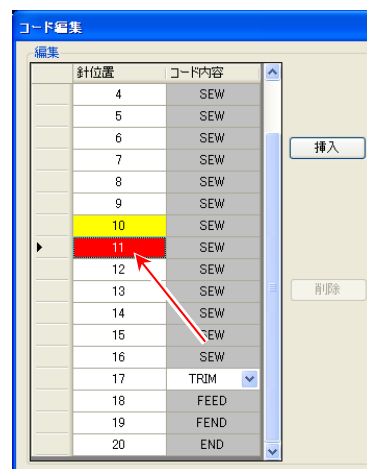 コード編集
編集
針位置 コード内容
4 SEW
5 SEW
6 SEW
挿入
7 SEW
8 SEW
9 SEW
10 SEW
11 SEW
12 SEW
13 SEW
削除
14 SEW
15 SEW
16 SEW
17 TRIM
18 FEED
19 FEND
20 END